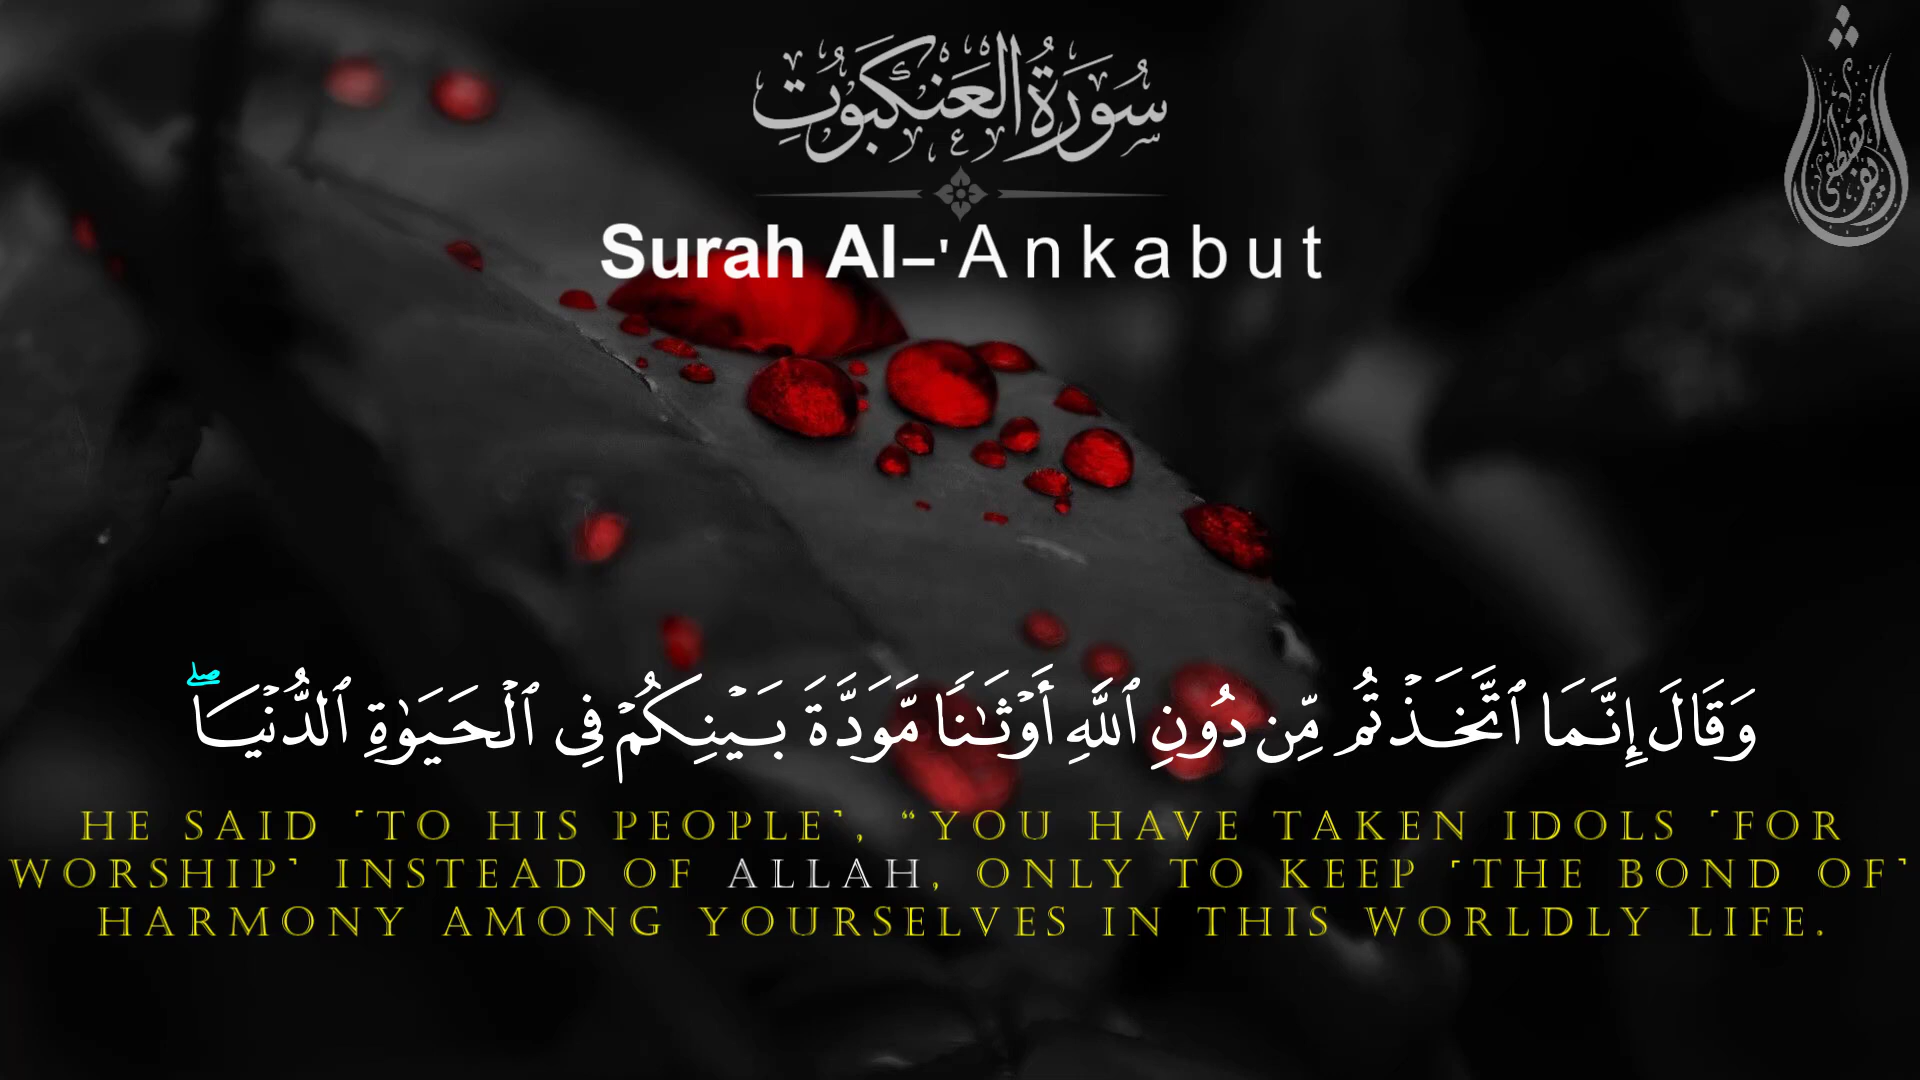 سُورَةُ الْعَنْكَبُوتِ
Surah Al-'Ankabut
وَقَالَ إِنَّمَا ٱتَّخَذْتُم مِّن دُونِ ٱللَّهِ أَوْثَـٰنًا مَّوَدَّةَ بَيْنِكُمْ فِى ٱلْحَيَوٰةِ ٱلدُّنْيَا ۖ
HE SAID ˹TO HIS PEOPLE˺, “YOU HAVE TAKEN IDOLS ˹FOR
WORSHIP˺ INSTEAD OF ALLAH, ONLY TO KEEP ˹THE BOND OF˺
HARMONY AMONG YOURSELVES IN THIS WORLDLY LIFE.